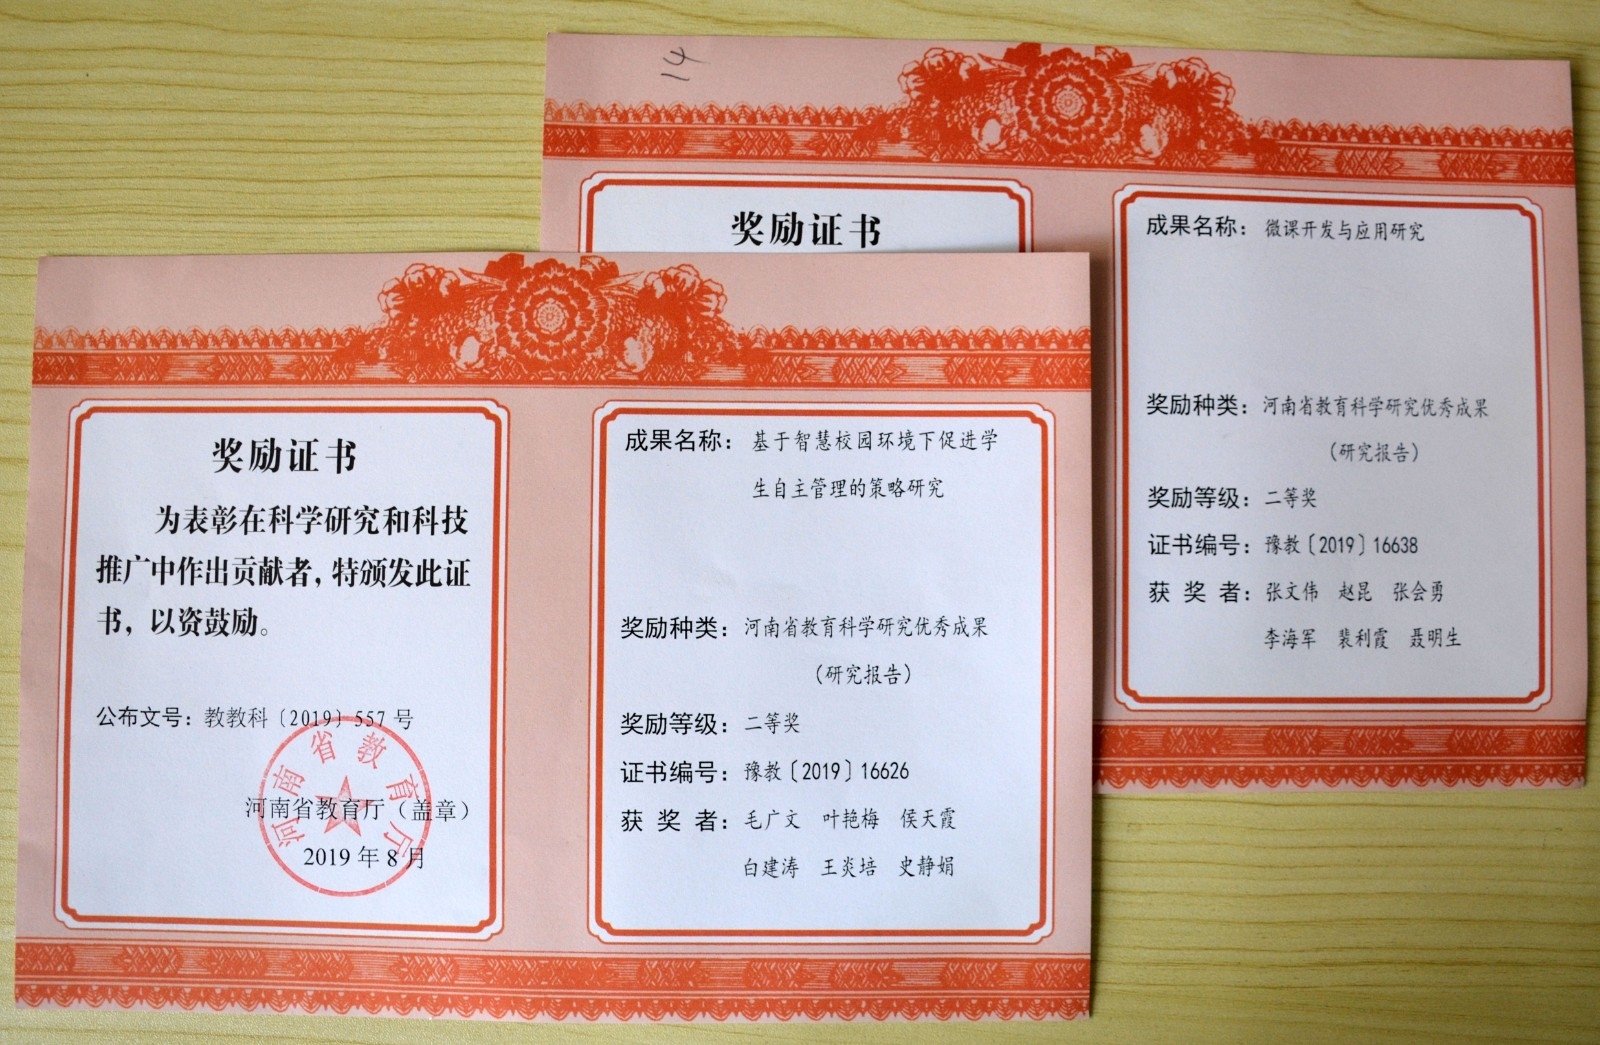 奖励证书
为表彰在科学研究和科技
推广中作出贡献者，特颁发此证
书，以资鼓励。
公布文号：教教科〔2019〕557 号
河南省教育厅
河南省教育厅（盖章）
2019 年 8 月
成果名称：基于智慧校园环境下促进学
生自主管理的策略研究
奖励种类：河南省教育科学研究优秀成果
（研究报告）
奖励等级：二等奖
证书编号：豫教〔2019〕16626
获 奖 者：毛广文 叶艳梅 侯天霞
白建涛 王炎培 史静娟
14
奖励证书
成果名称：微课开发与应用研究
奖励种类：河南省教育科学研究优秀成果
（研究报告）
奖励等级：二等奖
证书编号：豫教〔2019〕16638
获 奖 者：张文伟 赵昆 张会勇
李海军 裴利霞 聂明生